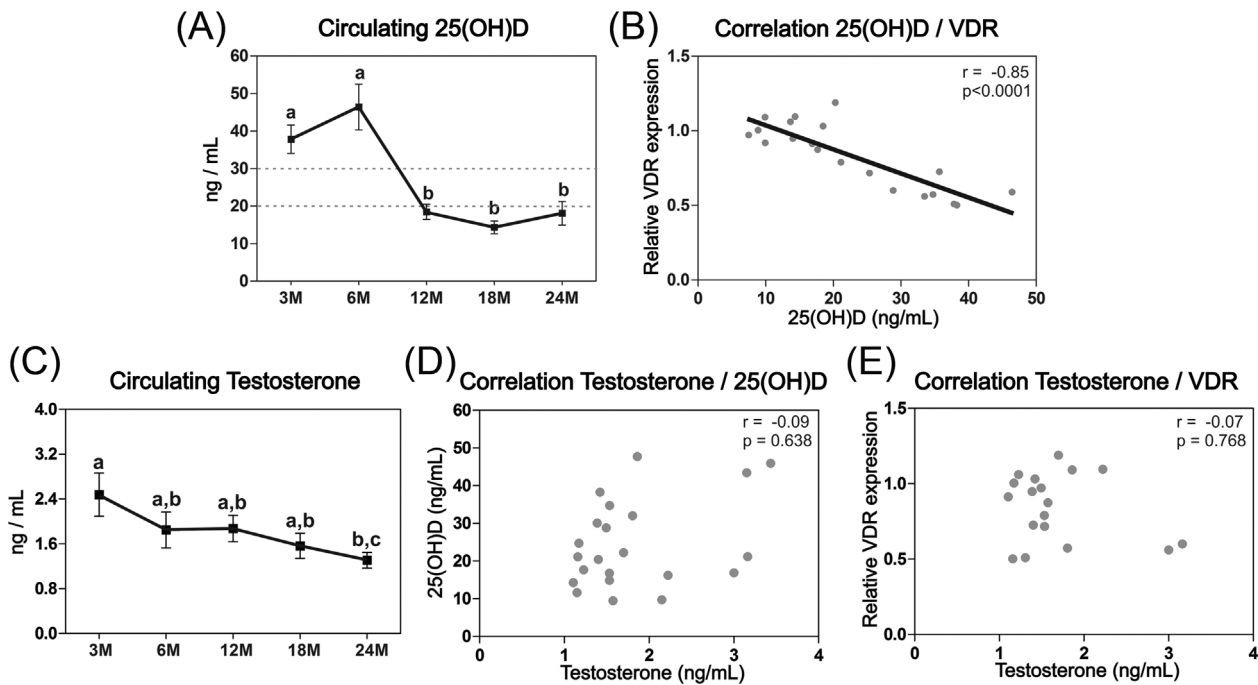 (A)
Circulating 25(OH)D
ng / mL
60
50
40
30
20
10
0
a
a
b
b
b
3M
6M
12M
18M
24M
(B)
Correlation 25(OH)D / VDR
Relative VDR expression
1.5
1.0
0.5
0.0
r = -0.85
p<0.0001
0
10
20
30
40
50
25(OH)D (ng/mL)
(C)
Circulating Testosterone
ng / mL
4.0
3.2
2.4
1.6
0.8
0.0
a
a,b
a,b
a,b
b,c
3M
6M
12M
18M
24M
(D)
Correlation Testosterone / 25(OH)D
25(OH)D (ng/mL)
60
50
40
30
20
10
0
r = -0.09
p = 0.638
0
1
2
3
4
Testosterone (ng/mL)
(E)
Correlation Testosterone / VDR
Relative VDR expression
1.5
1.0
0.5
0.0
r = -0.07
p = 0.768
0
1
2
3
4
Testosterone (ng/mL)